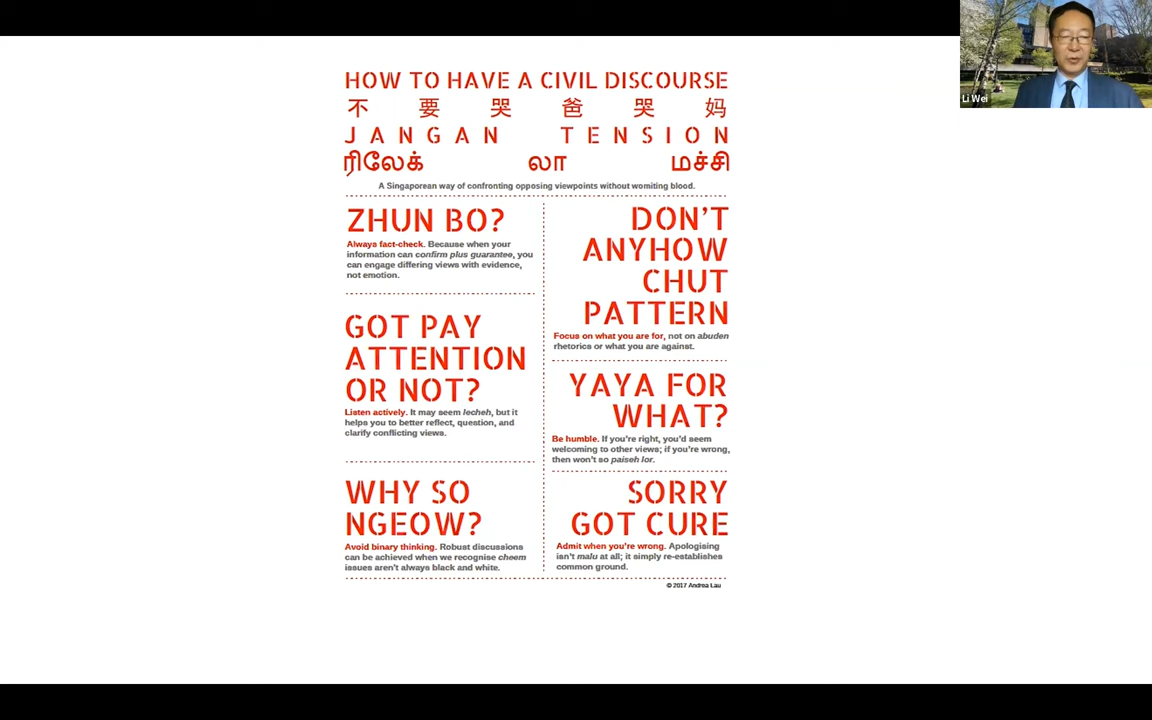 HOW TO HAVE A CIVIL DISCOURSE
不 要 哭 爸 哭 妈
JANGAN TENSION
ரிலேக் லா மச்சி
A Singaporean way of confronting opposing viewpoints without womiting blood.
ZHUN BO?
Always fact-check. Because when your
information can confirm plus guarantee, you
can engage differing views with evidence,
not emotion.
GOT PAY
ATTENTION
OR NOT?
Listen actively. It may seem lecheh, but it
helps you to better reflect, question, and
clarify conflicting views.
WHY SO
NGEOW?
Avoid binary thinking. Robust discussions
can be achieved when we recognise cheem
issues aren't always black and white.
DON'T
ANYHOW
CHUT
PATTERN
Focus on what you are for, not on abuden
rhetorics or what you are against.
YAYA FOR
WHAT?
Be humble. If you're right, you'd seem
welcoming to other views; if you're wrong,
then won't so paiseh lor.
SORRY
GOT CURE
Admit when you're wrong. Apologising
isn't malu at all; it simply re-establishes
common ground.
© 2017 Andrea Lau
Li Wei